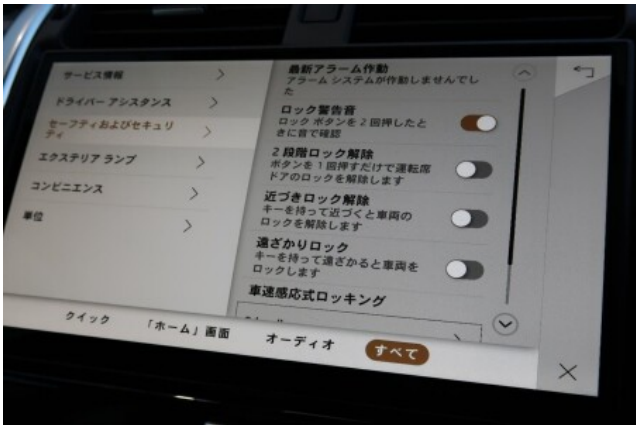 サービス情報
ドライバー アシスタンス
セーフティおよびセキュリ
ティ
エクステリア ランプ
コンビニエンス
単位
最新アラーム作動
アラーム システムが作動しませんでし
た
ロック警告音
ロック ボタンを2回押したと
きに音で確認
2段階ロック解除
ボタンを1回押すだけで運転席
ドアのロックを解除します
近づきロック解除
キーを持って近づくと車両の
ロックを解除します
遠ざかりロック
キーを持って遠ざかると車両を
ロックします
車速感応式ロッキング
クイック
「ホーム」画面
オーディオ
すべて